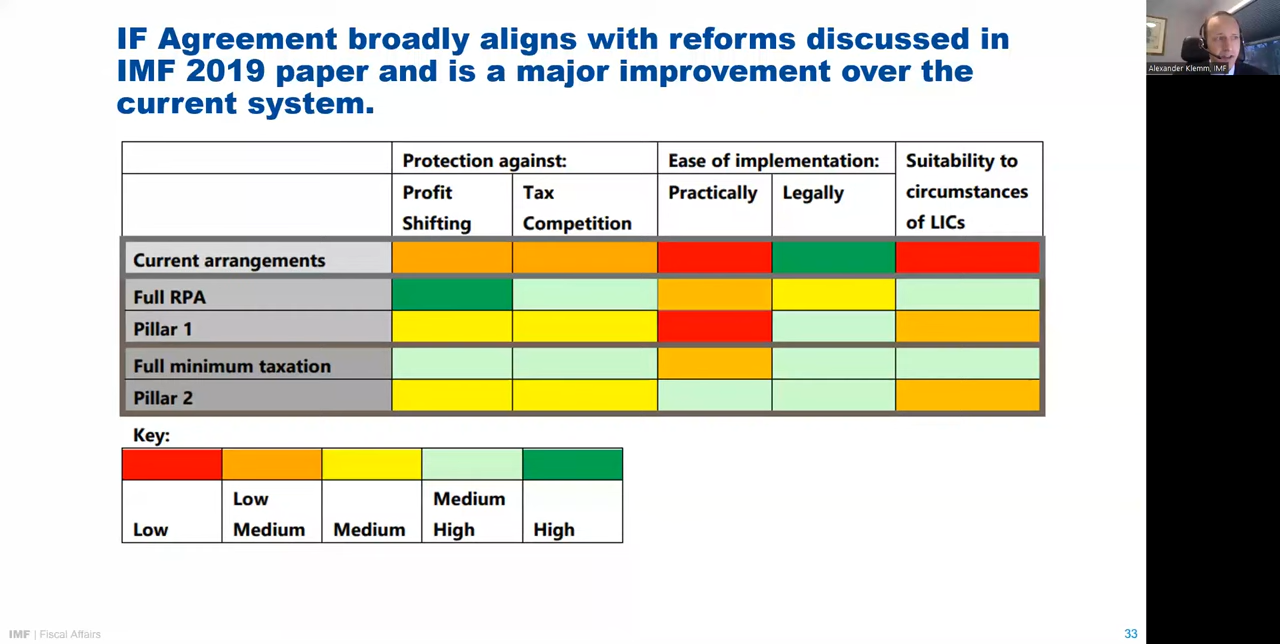 IF Agreement broadly aligns with reforms discussed in
IMF 2019 paper and is a major improvement over the
current system.
Alexander Klemm, IMF
Protection against:
Ease of implementation:
Suitability to
circumstances
of LICs
Profit
Shifting
Tax
Competition
Practically
Legally
Current arrangements
Full RPA
Pillar 1
Full minimum taxation
Pillar 2
Key:
Low
Low
Medium
Medium
Medium
High
High
IMF | Fiscal Affairs
33